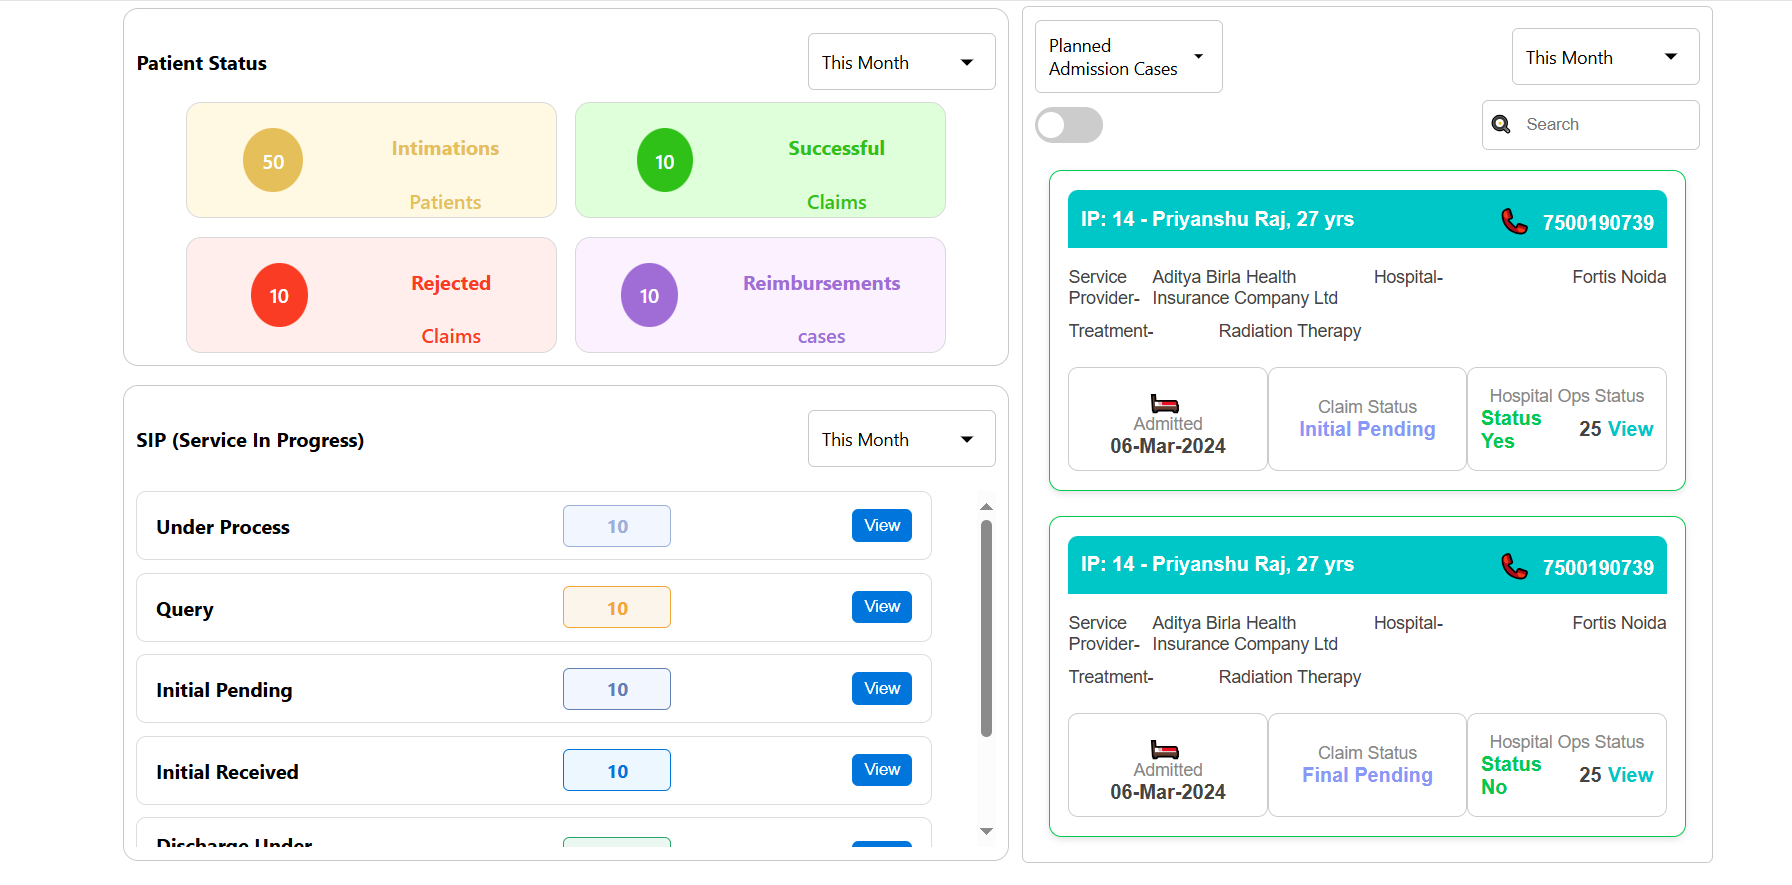 Patient Status
This Month
50
Intimations
Patients
10
Successful
Claims
10
Rejected
Claims
10
Reimbursements
cases
SIP (Service In Progress)
This Month
Under Process
10
View
Query
10
View
Initial Pending
10
View
Initial Received
10
View
Discharge Under
Planned
Admission Cases
This Month
Search
IP: 14 - Priyanshu Raj, 27 yrs
7500190739
Service
Provider-
Aditya Birla Health
Insurance Company Ltd
Hospital-
Fortis Noida
Treatment-
Radiation Therapy
Admitted
06-Mar-2024
Claim Status
Initial Pending
Hospital Ops Status
Status
Yes
25 View
IP: 14 - Priyanshu Raj, 27 yrs
7500190739
Service
Provider-
Aditya Birla Health
Insurance Company Ltd
Hospital-
Fortis Noida
Treatment-
Radiation Therapy
Admitted
06-Mar-2024
Claim Status
Final Pending
Hospital Ops Status
Status
No
25 View